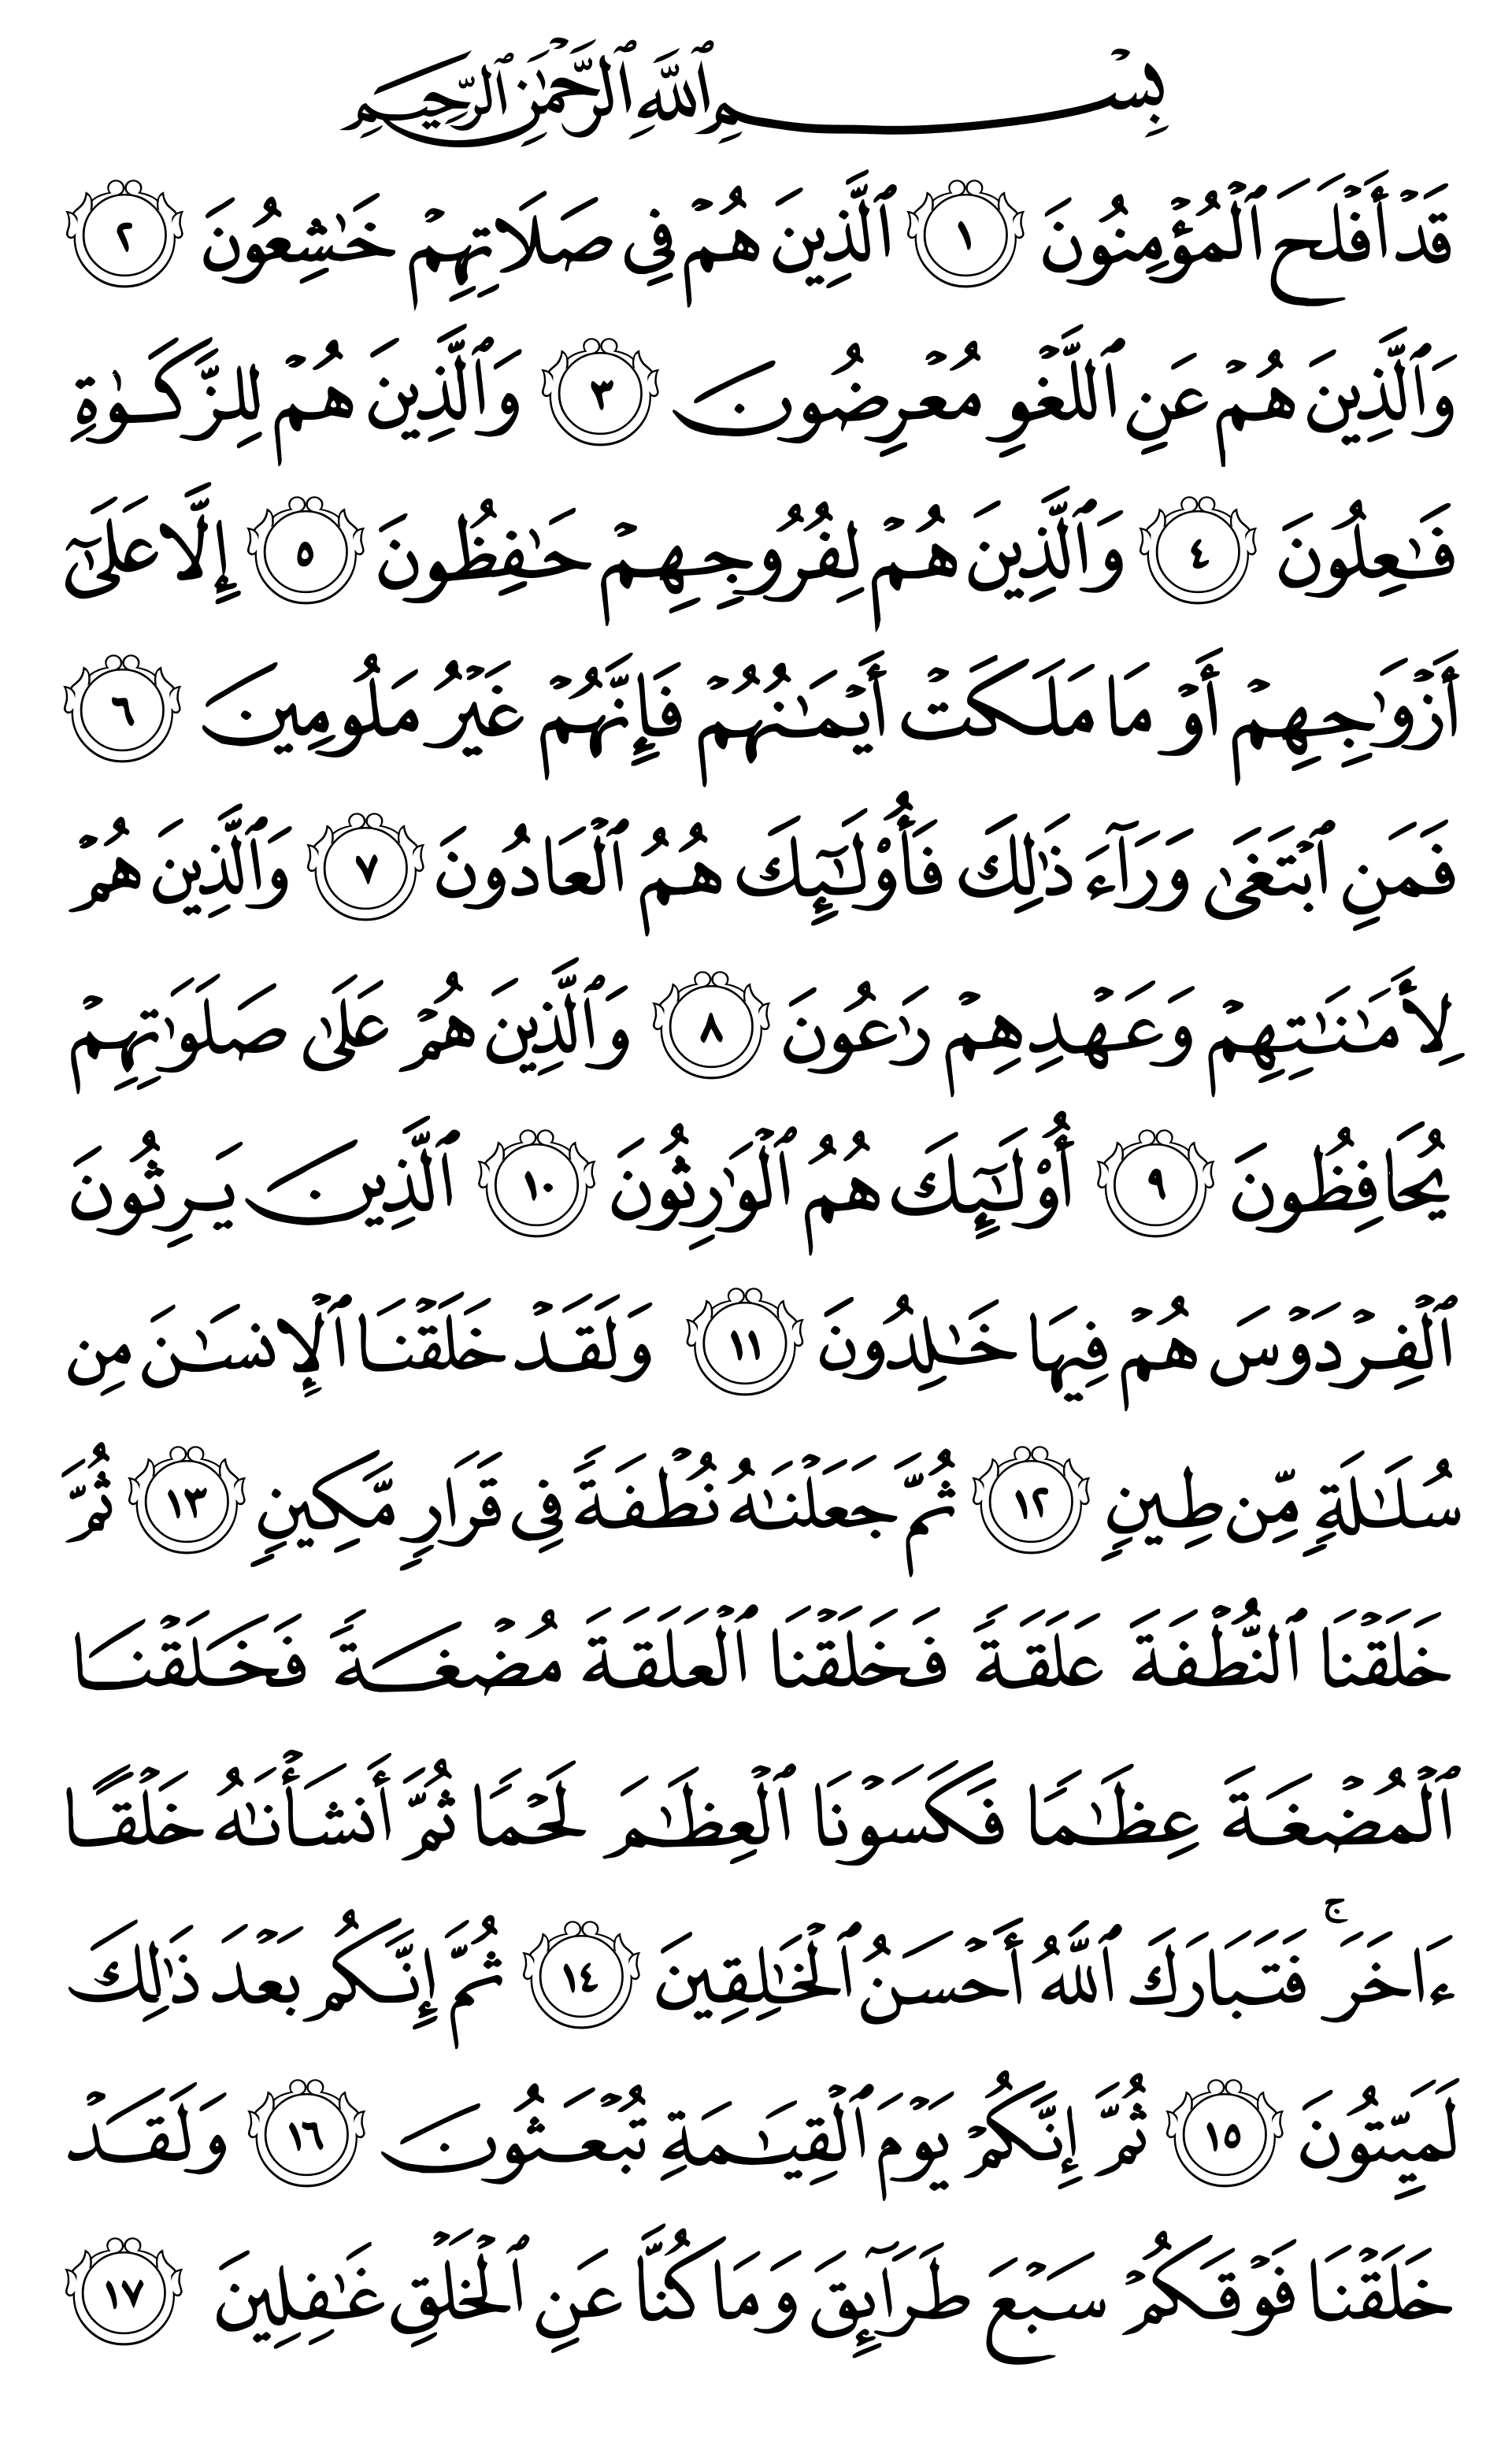 بِسْمِ ٱللَّهِ ٱلرَّحْمَٰنِ ٱلرَّحِيمِ
قَدْ أَفْلَحَ ٱلْمُؤْمِنُونَ ١ ٱلَّذِينَ هُمْ فِى صَلَاتِهِمْ خَٰشِعُونَ ٢
وَٱلَّذِينَ هُمْ عَنِ ٱللَّغْوِ مُعْرِضُونَ ٣ وَٱلَّذِينَ هُمْ لِلزَّكَوٰةِ
فَٰعِلُونَ ٤ وَٱلَّذِينَ هُمْ لِفُرُوجِهِمْ حَٰفِظُونَ ٥ إِلَّا عَلَىٰٓ
أَزْوَٰجِهِمْ أَوْ مَا مَلَكَتْ أَيْمَٰنُهُمْ فَإِنَّهُمْ غَيْرُ مَلُومِينَ ٦
فَمَنِ ٱبْتَغَىٰ وَرَآءَ ذَٰلِكَ فَأُو۟لَٰٓئِكَ هُمُ ٱلْعَادُونَ ٧ وَٱلَّذِينَ هُمْ
لِأَمَٰنَٰتِهِمْ وَعَهْدِهِمْ رَٰعُونَ ٨ وَٱلَّذِينَ هُمْ عَلَىٰ صَلَوَٰتِهِمْ
يُحَافِظُونَ ٩ أُو۟لَٰٓئِكَ هُمُ ٱلْوَٰرِثُونَ ١٠ ٱلَّذِينَ يَرِثُونَ
ٱلْفِرْدَوْسَ هُمْ فِيهَا خَٰلِدُونَ ١١ وَلَقَدْ خَلَقْنَا ٱلْإِنسَٰنَ مِن
سُلَٰلَةٍ مِّن طِينٍ ١٢ ثُمَّ جَعَلْنَٰهُ نُطْفَةً فِى قَرَارٍ مَّكِينٍ ١٣ ثُمَّ
خَلَقْنَا ٱلنُّطْفَةَ عَلَقَةً فَخَلَقْنَا ٱلْعَلَقَةَ مُضْغَةً فَخَلَقْنَا
ٱلْمُضْغَةَ عِظَٰمًا فَكَسَوْنَا ٱلْعِظَٰمَ لَحْمًا ثُمَّ أَنشَأْنَٰهُ خَلْقًا
ءَاخَرَ ۚ فَتَبَارَكَ ٱللَّهُ أَحْسَنُ ٱلْخَٰلِقِينَ ١٤ ثُمَّ إِنَّكُم بَعْدَ ذَٰلِكَ
لَمَيِّتُونَ ١٥ ثُمَّ إِنَّكُمْ يَوْمَ ٱلْقِيَٰمَةِ تُبْعَثُونَ ١٦ وَلَقَدْ
خَلَقْنَا فَوْقَكُمْ سَبْعَ طَرَآئِقَ وَمَا كُنَّا عَنِ ٱلْخَلْقِ غَٰفِلِينَ ١٧